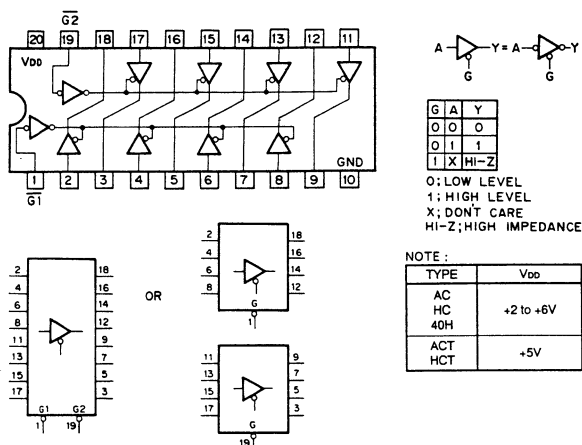 G2
20 19 18 17 16 15 14 13 12 11
VDD
GND
1 2 3 4 5 6 7 8 9 10
G1
A Y = A Y
G G
G A Y
0 0 0
0 1 1
1 X HI-Z
0; LOW LEVEL
1; HIGH LEVEL
X; DON'T CARE
HI-Z; HIGH IMPEDANCE
NOTE :
TYPE VDD
AC
HC
40H
+2 to +6V
ACT
HCT
+5V
2 18
4 16
6 14
8 12
11 9
13 7
15 5
17 3
G1 G2
1 19
OR
2 18
4 16
6 14
8 12
G
1
11 9
13 7
15 5
17 3
G
19